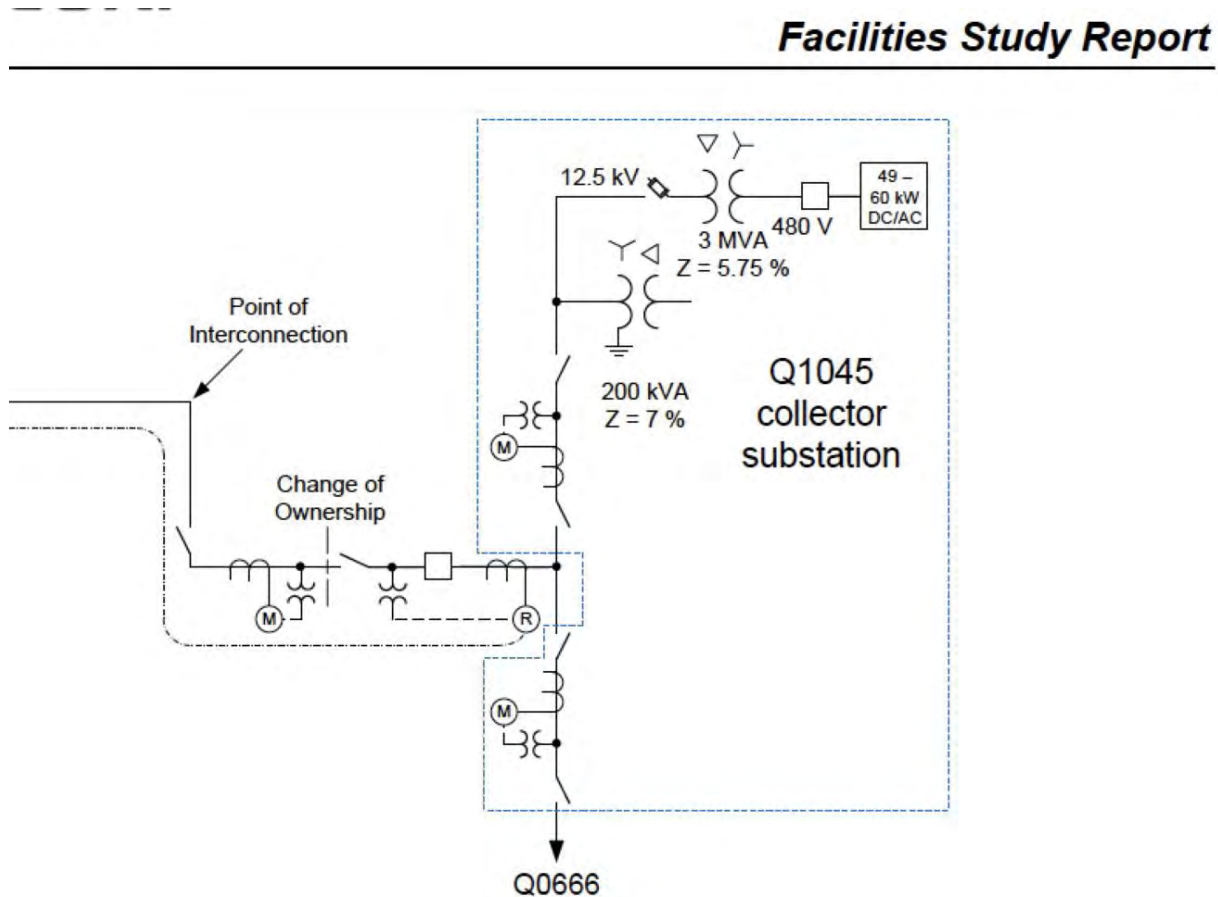 Facilities Study Report
12.5 kV
49 –
60 kW
DC/AC
480 V
3 MVA
Z = 5.75 %
Point of
Interconnection
200 kVA
Z = 7 %
Q1045
collector
substation
M
Change of
Ownership
M
R
M
Q0666